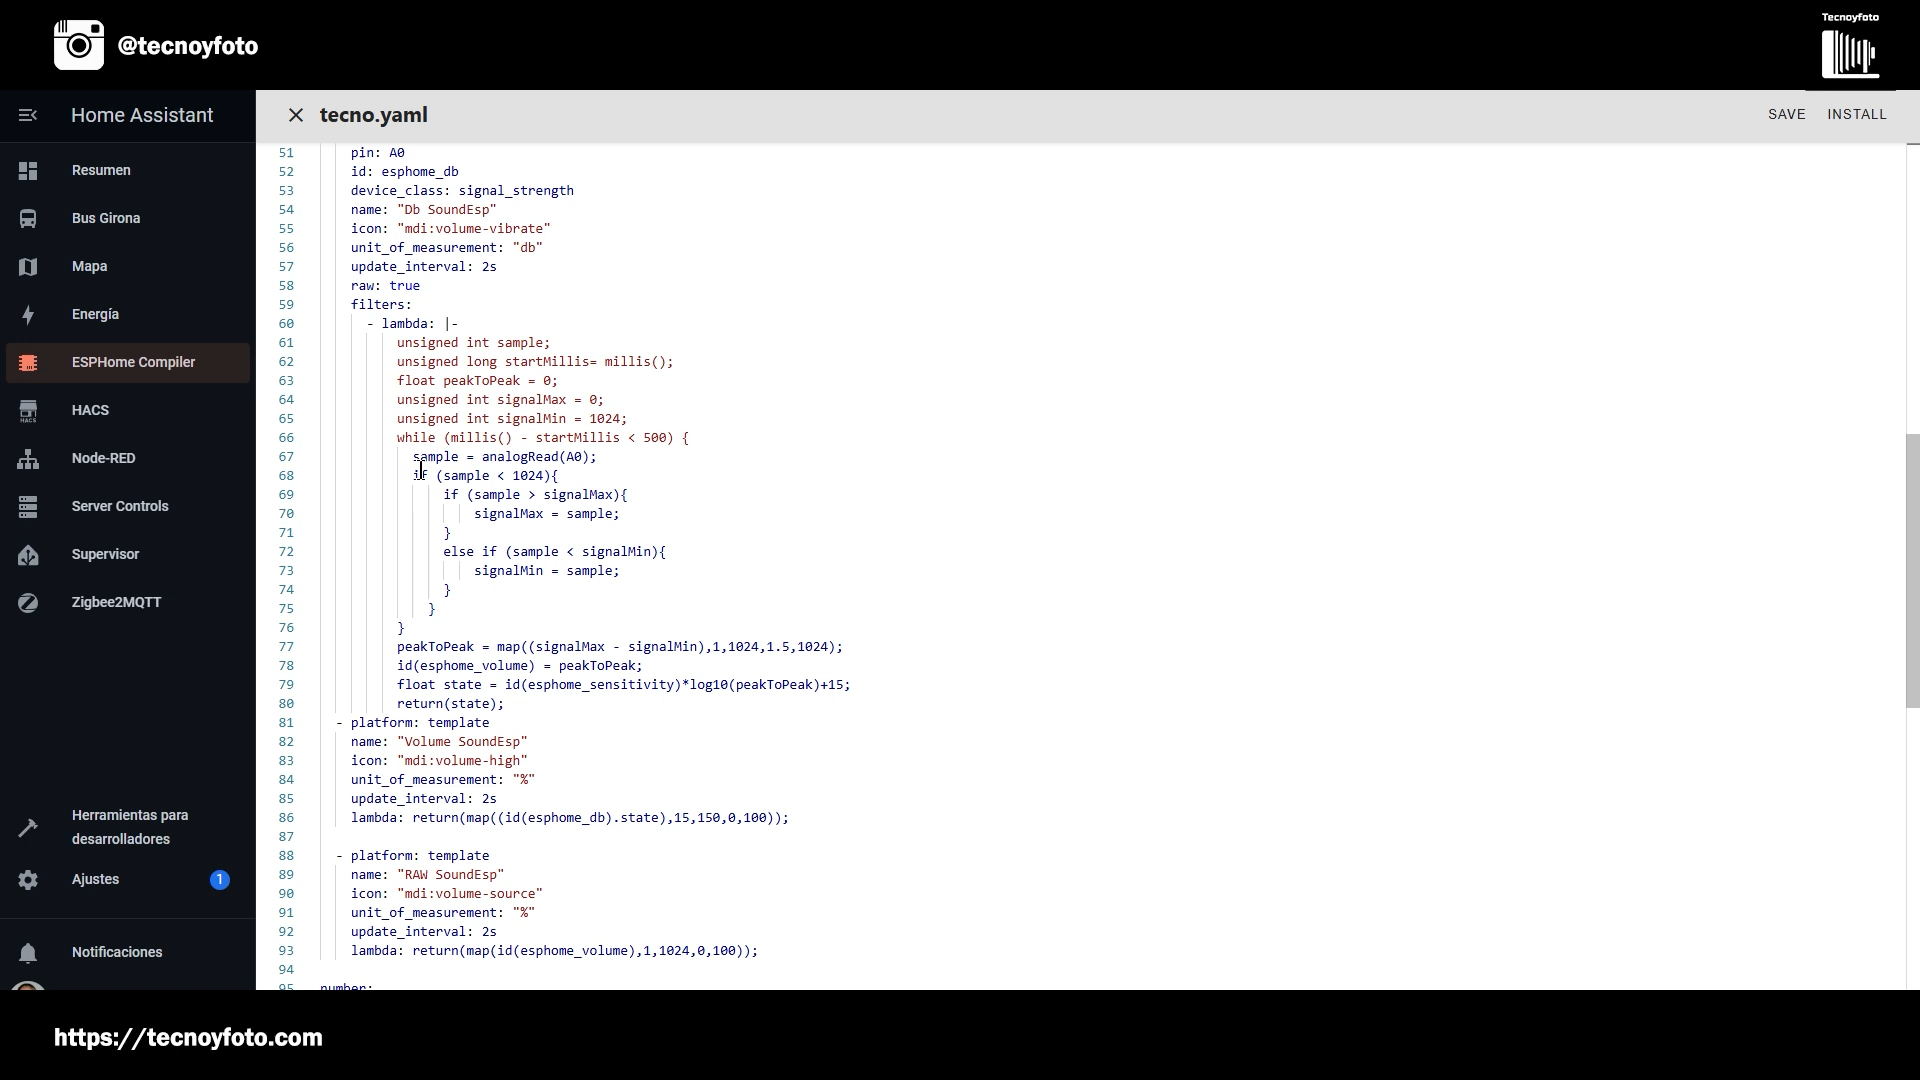 @tecnoyfoto
Tecnoyfoto
Home Assistant
Resumen
Bus Girona
Mapa
Energía
ESPHome Compiler
HACS
HACS
Node-RED
Server Controls
Supervisor
Zigbee2MQTT
Herramientas para
desarrolladores
Ajustes
1
Notificaciones
tecno.yaml
SAVE INSTALL
51 pin: A0
52 id: esphome_db
53 device_class: signal_strength
54 name: "Db SoundEsp"
55 icon: "mdi:volume-vibrate"
56 unit_of_measurement: "db"
57 update_interval: 2s
58 raw: true
59 filters:
60 - lambda: |-
61 unsigned int sample;
62 unsigned long startMillis= millis();
63 float peakToPeak = 0;
64 unsigned int signalMax = 0;
65 unsigned int signalMin = 1024;
66 while (millis() - startMillis < 500) {
67 sample = analogRead(A0);
68 if (sample < 1024){
69 if (sample > signalMax){
70 signalMax = sample;
71 }
72 else if (sample < signalMin){
73 signalMin = sample;
74 }
75 }
76 }
77 peakToPeak = map((signalMax - signalMin),1,1024,1.5,1024);
78 id(esphome_volume) = peakToPeak;
79 float state = id(esphome_sensitivity)*log10(peakToPeak)+15;
80 return(state);
81 - platform: template
82 name: "Volume SoundEsp"
83 icon: "mdi:volume-high"
84 unit_of_measurement: "%"
85 update_interval: 2s
86 lambda: return(map((id(esphome_db).state),15,150,0,100));
87
88 - platform: template
89 name: "RAW SoundEsp"
90 icon: "mdi:volume-source"
91 unit_of_measurement: "%"
92 update_interval: 2s
93 lambda: return(map(id(esphome_volume),1,1024,0,100));
94
95 number:
https://tecnoyfoto.com